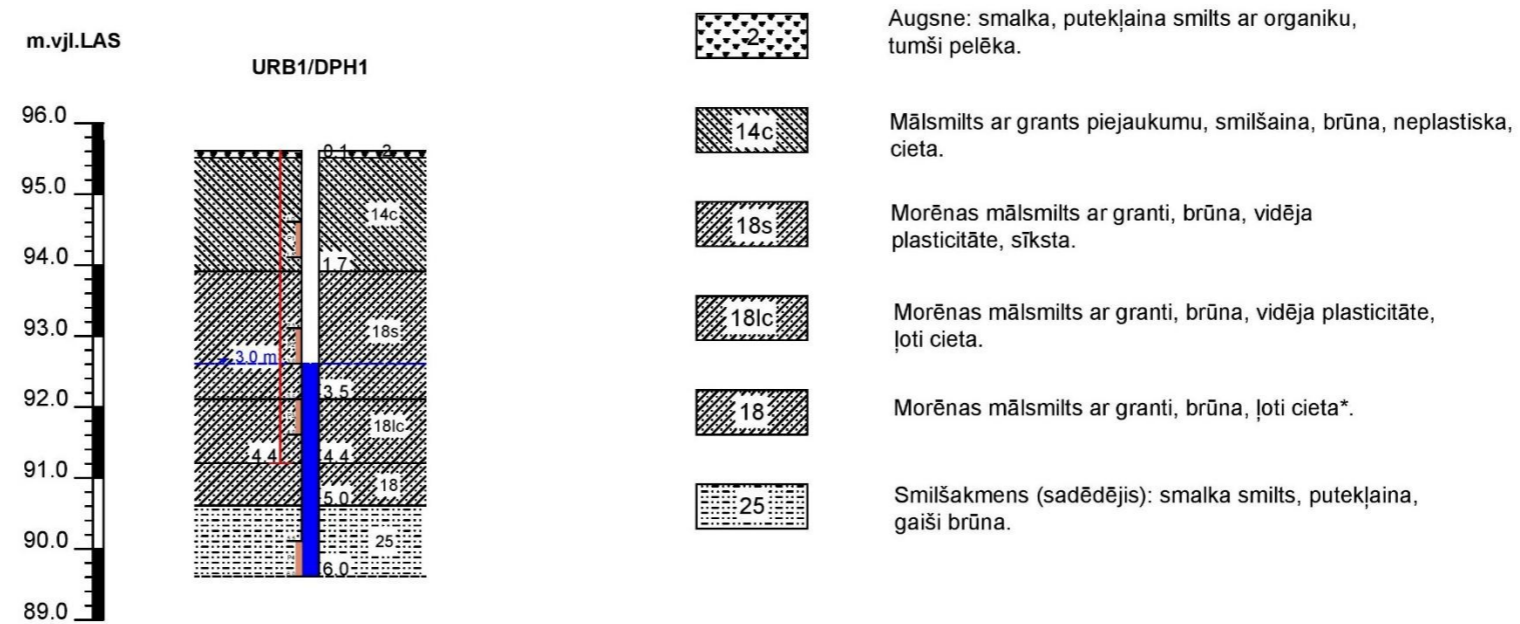 m.vjl.LAS
URB1/DPH1
96.0
95.0
94.0
93.0
92.0
91.0
90.0
89.0
0.1 2
14c
1.7
18s
3.0 m
3.5
18lc
4.4 4.4
18
5.0
25
6.0
2
Augsne: smalka, putekļaina smilts ar organiku,
tumši pelēka.
14c
Mālsmilts ar grants piejaukumu, smilšaina, brūna, neplastiska,
cieta.
18s
Morēnas mālsmilts ar granti, brūna, vidēja
plasticitāte, sīksta.
18lc
Morēnas mālsmilts ar granti, brūna, vidēja plasticitāte,
ļoti cieta.
18
Morēnas mālsmilts ar granti, brūna, ļoti cieta*.
25
Smilšakmens (sadēdējis): smalka smilts, putekļaina,
gaiši brūna.